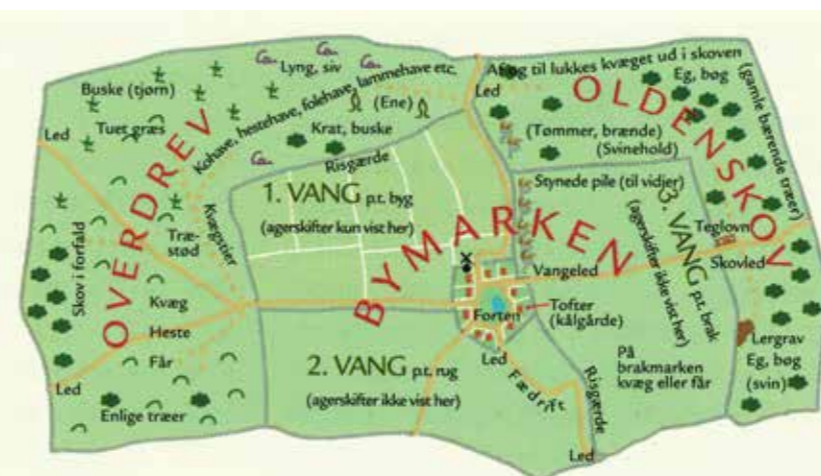 Lyng, siv
Af og til lukkes kvæget ud i skoven
Eg, bøg
Buske (tjørn)
Kohave, hestehave, folehave, lammehave etc.
(Ene)
Led
OLDENSKOV
(gamle bærende træer)
Led
Tuet græs
Krat, buske
(Tømmer, brænde)
(Svinehold)
OVERDREV
Risgærde
1. VANG p.t. byg
(agerskifter kun vist her)
Stynede pile (til vidjer)
3. VANG p.t. brak
(agerskifter ikke vist her)
Kvægstier
Skov i forfald
Træ-
stød
BYMARKEN
Teglovn
Vangeled
Skovled
Kvæg
Forten
Tofter
(kålgårde)
Heste
Lergrav
Får
Led
Eg, bøg
(svin)
2. VANG p.t. rug
(agerskifter ikke vist her)
Fædrift
Risgærde
På
brakmarken
kvæg eller får
Led
Enlige træer
Led